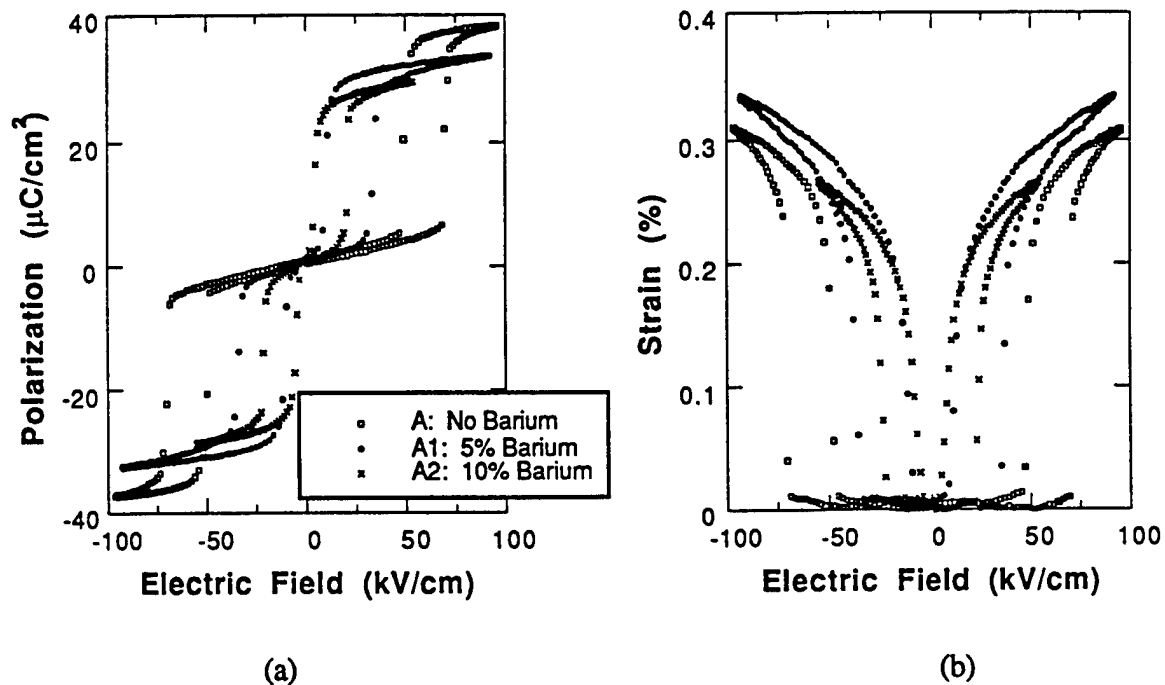 40
20
0
-20
-40
Polarization (μC/cm²)
-100 -50 0 50 100
Electric Field (kV/cm)
A: No Barium
A1: 5% Barium
A2: 10% Barium
(a)
0.4
0.3
0.2
0.1
0
Strain (%)
-100 -50 0 50 100
Electric Field (kV/cm)
(b)